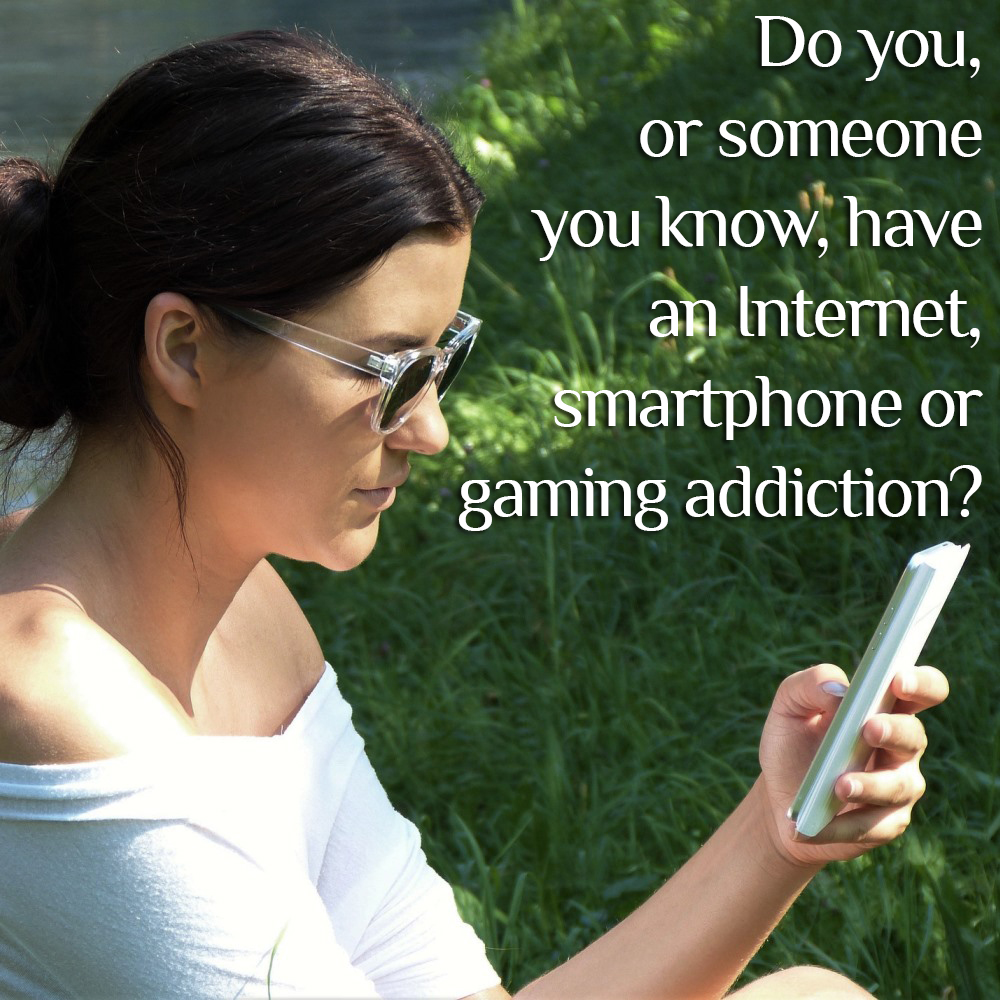 Do you,
or someone
you know, have
an Internet,
smartphone or
gaming addiction?